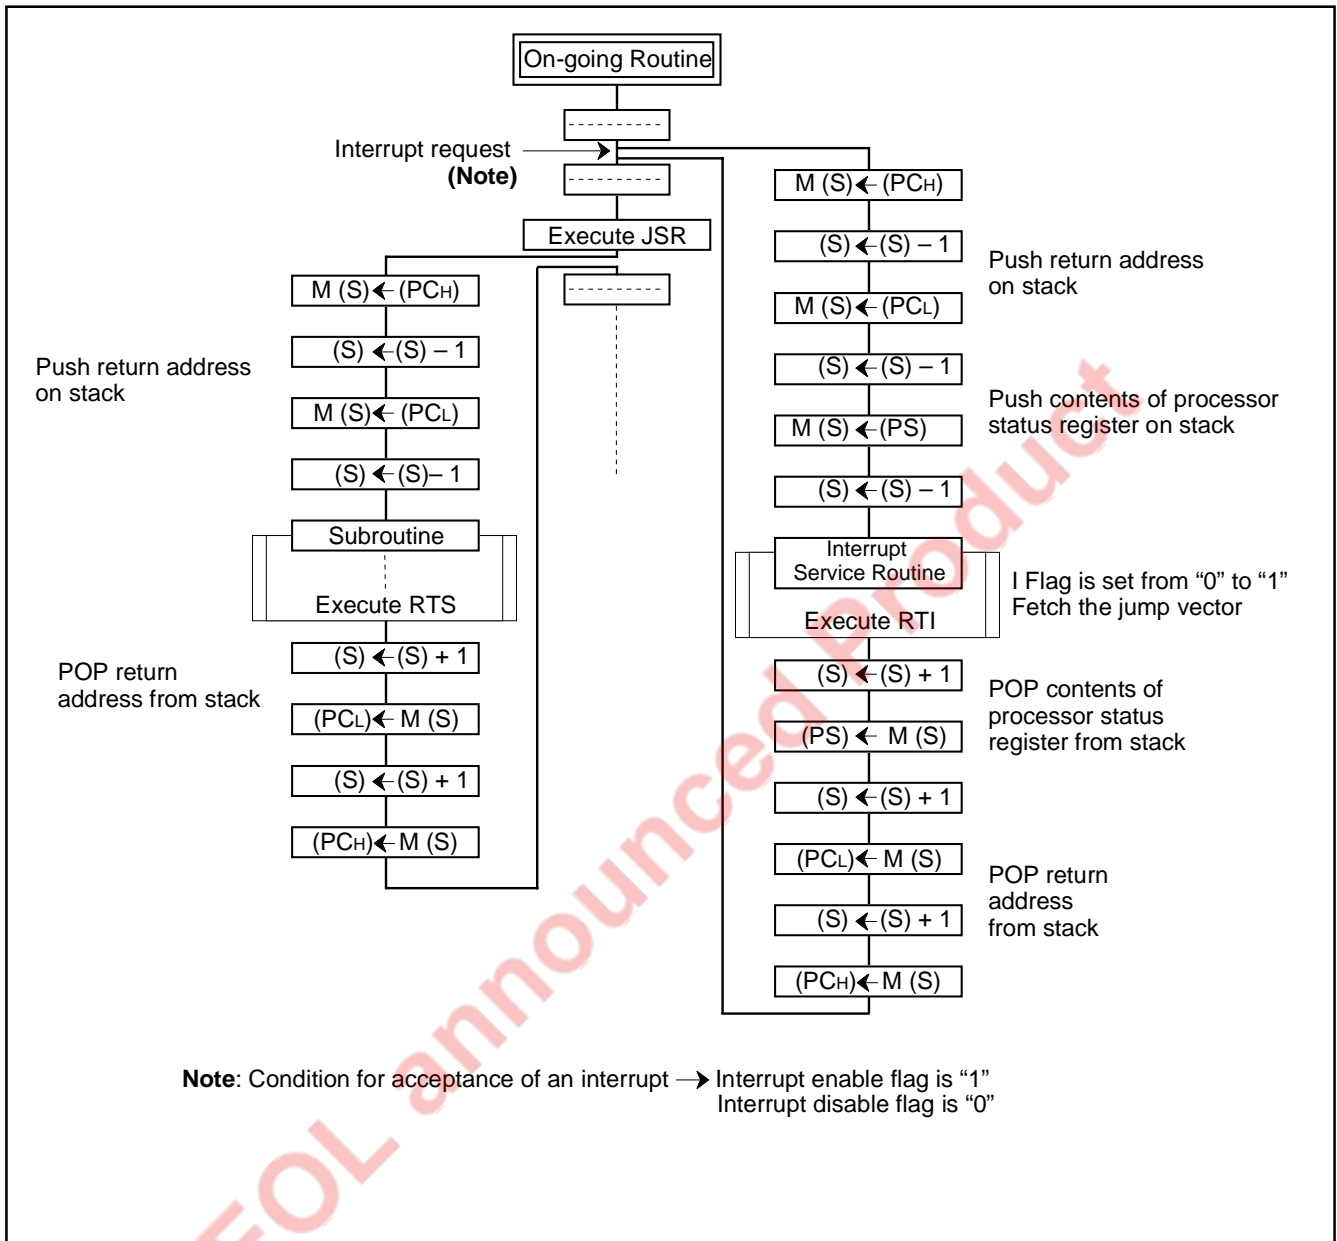 On-going Routine
Interrupt request
(Note)
Execute JSR
M (S) ← (PCH)
(S) ← (S) – 1
M (S) ← (PCL)
(S) ← (S) – 1
Push return address
on stack
Subroutine
Execute RTS
(S) ← (S) + 1
(PCL) ← M (S)
(S) ← (S) + 1
(PCH) ← M (S)
POP return
address from stack
M (S) ← (PCH)
(S) ← (S) – 1
M (S) ← (PCL)
(S) ← (S) – 1
M (S) ← (PS)
(S) ← (S) – 1
Push return address
on stack
Push contents of processor
status register on stack
Interrupt
Service Routine
Execute RTI
I Flag is set from “0” to “1”
Fetch the jump vector
(S) ← (S) + 1
(PS) ← M (S)
(S) ← (S) + 1
(PCL) ← M (S)
(S) ← (S) + 1
(PCH) ← M (S)
POP contents of
processor status
register from stack
POP return
address
from stack
Note: Condition for acceptance of an interrupt → Interrupt enable flag is “1”
Interrupt disable flag is “0”
EOL announced Product